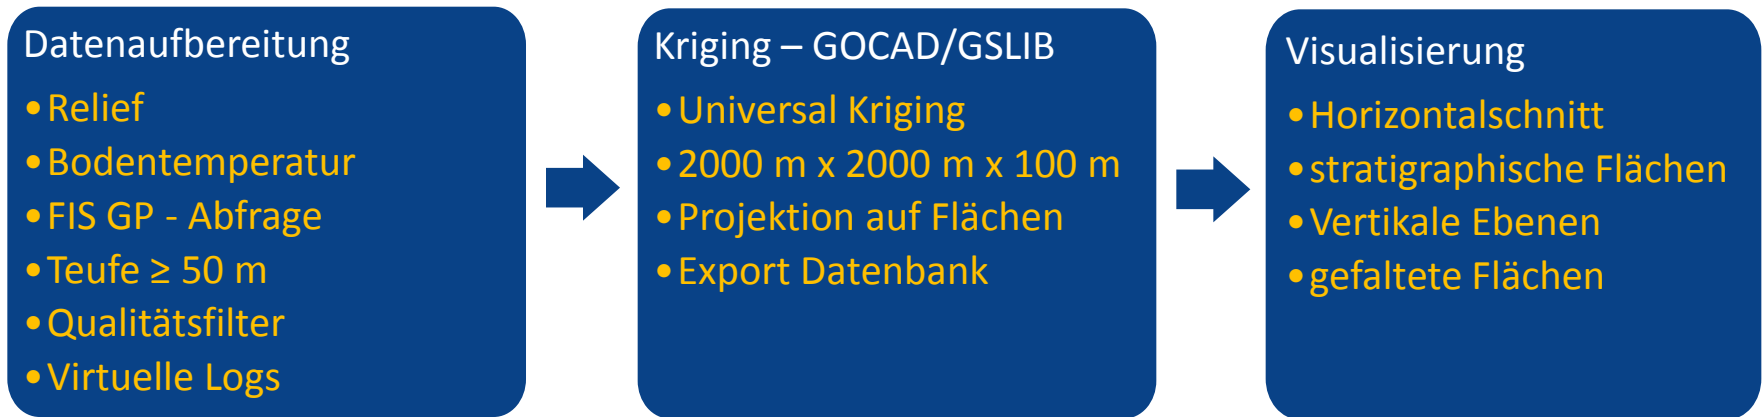 Datenaufbereitung
•Relief
•Bodentemperatur
•FIS GP - Abfrage
•Teufe ≥ 50 m
•Qualitätsfilter
•Virtuelle Logs
Kriging – GOCAD/GSLIB
•Universal Kriging
•2000 m x 2000 m x 100 m
•Projektion auf Flächen
•Export Datenbank
Visualisierung
•Horizontalschnitt
•stratigraphische Flächen
•Vertikale Ebenen
•gefaltete Flächen